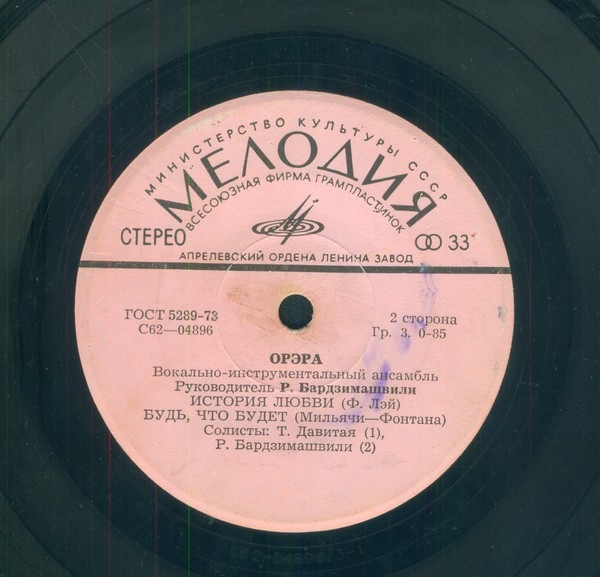 МИНИСТЕРСТВО КУЛЬТУРЫ СССР
МЕЛОДИЯ
ВСЕСОЮЗНАЯ ФИРМА ГРАМПЛАСТИНОК
СТЕРЕО
33
АПРЕЛЕВСКИЙ ОРДЕНА ЛЕНИНА ЗАВОД
ГОСТ 5289-73
2 сторона
С62—04896
Гр. 3. 0-85
ОРЭРА
Вокально-инструментальный ансамбль
Руководитель Р. Бардзимашвили
ИСТОРИЯ ЛЮБВИ (Ф. Лэй)
БУДЬ, ЧТО БУДЕТ (Мильячи—Фонтана)
Солисты: Т. Давитая (1),
Р. Бардзимашвили (2)